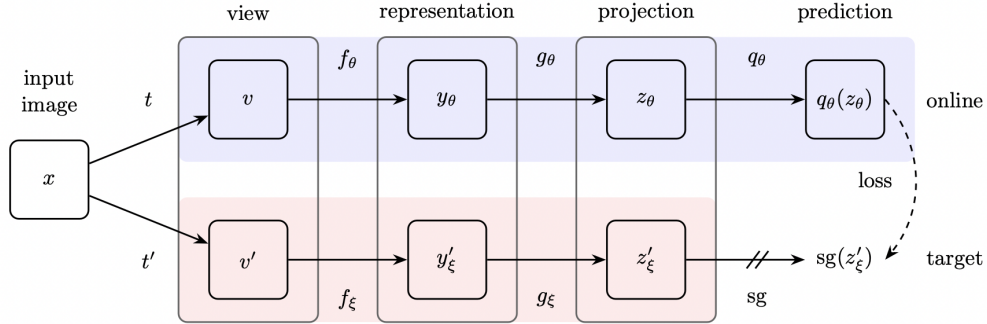 view
representation
projection
prediction
input
image
t
f_θ
g_θ
q_θ
v
y_θ
z_θ
q_θ(z_θ)
online
x
loss
t′
v′
y′_ξ
z′_ξ
sg(z′_ξ)
target
f_ξ
g_ξ
sg